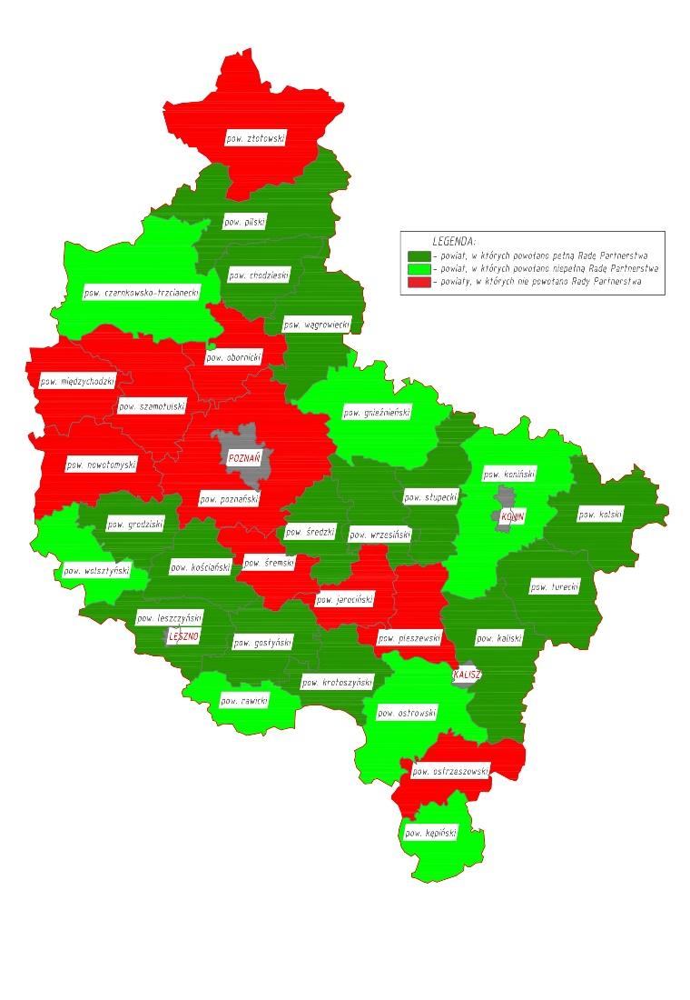 pow. złotowski
pow. pilski
LEGENDA:
- powiat, w których powołano pełną Radę Partnerstwa
- powiat, w których powołano niepełną Radę Partnerstwa
- powiaty, w których nie powołano Rady Partnerstwa
pow. chodzieski
pow. czarnkowsko-trzcianecki
pow. wągrowiecki
pow. obornicki
pow. międzychodzki
pow. szamotulski
pow. gnieźnieński
POZNAŃ
pow. nowotomyski
pow. koniński
pow. poznański
pow. słupecki
KONIN
pow. kolski
pow. grodziski
pow. średzki
pow. wrzesiński
pow. śremski
pow. kościański
pow. wolsztyński
pow. turecki
pow. jarociński
pow. leszczyński
LESZNO
pow. gostyński
pow. pleszewski
pow. kaliski
KALISZ
pow. krotoszyński
pow. rawicki
pow. ostrowski
pow. ostrzeszowski
pow. kępiński